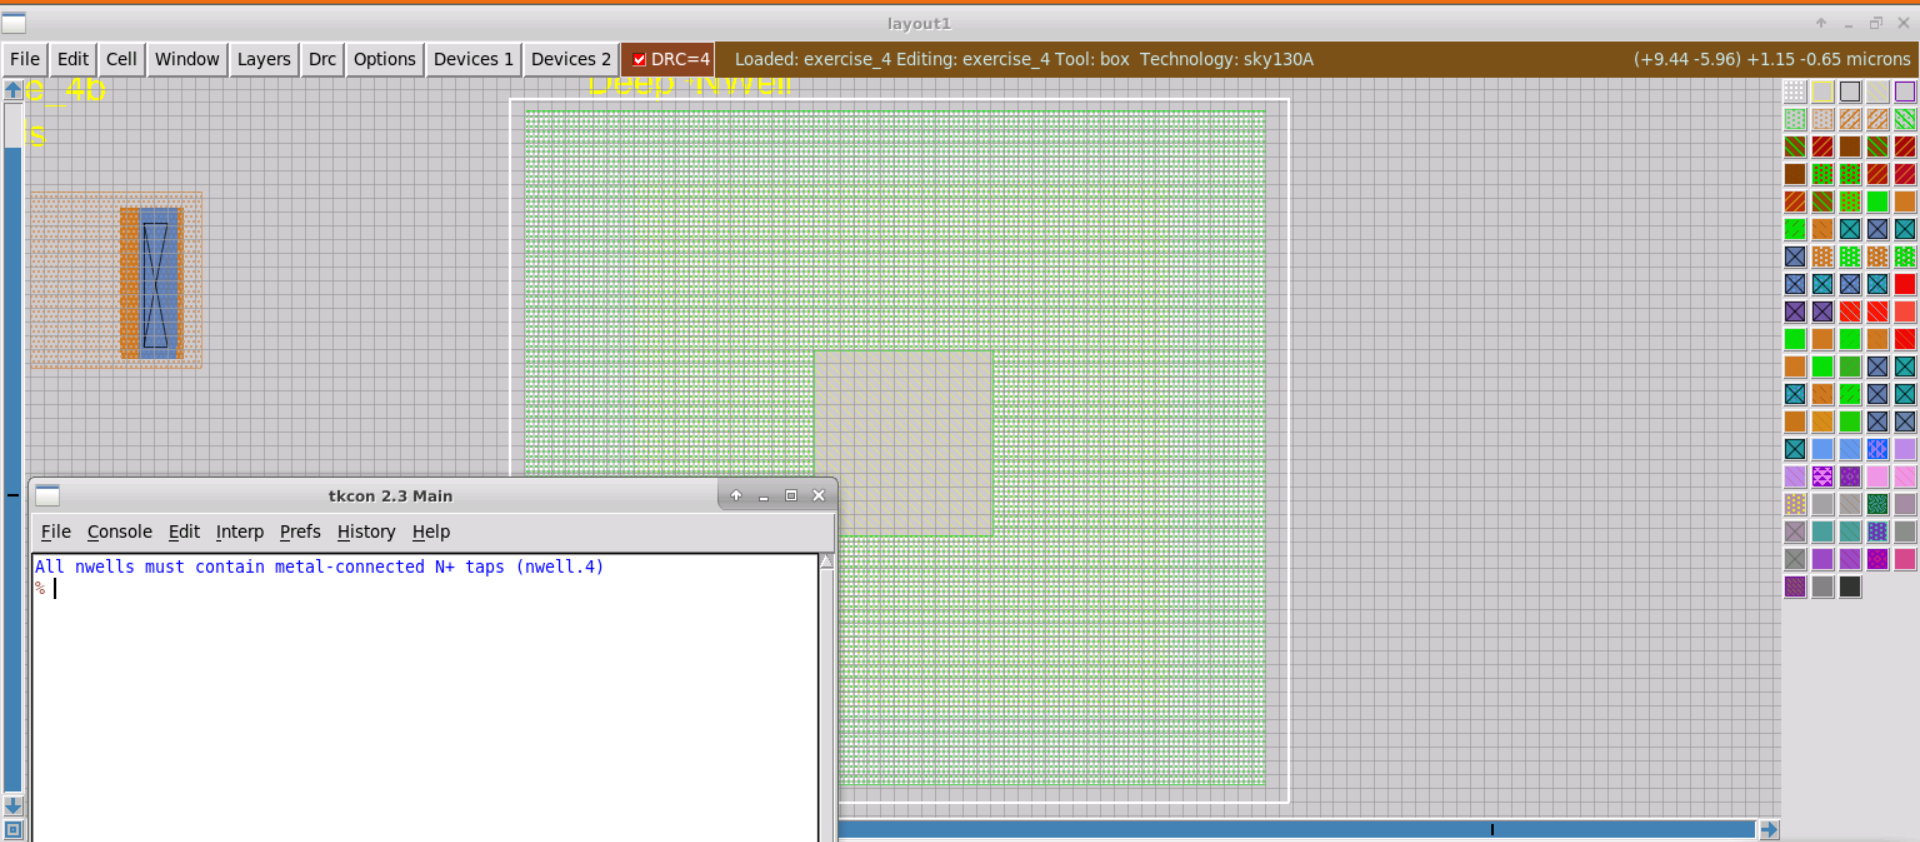 layout1
File Edit Cell Window Layers Drc Options Devices 1 Devices 2 DRC=4 Loaded: exercise_4 Editing: exercise_4 Tool: box Technology: sky130A (+9.44 -5.96) +1.15 -0.65 microns
e_4b
Deep NWell
s
tkcon 2.3 Main
File Console Edit Interp Prefs History Help
All nwells must contain metal-connected N+ taps (nwell.4)
%